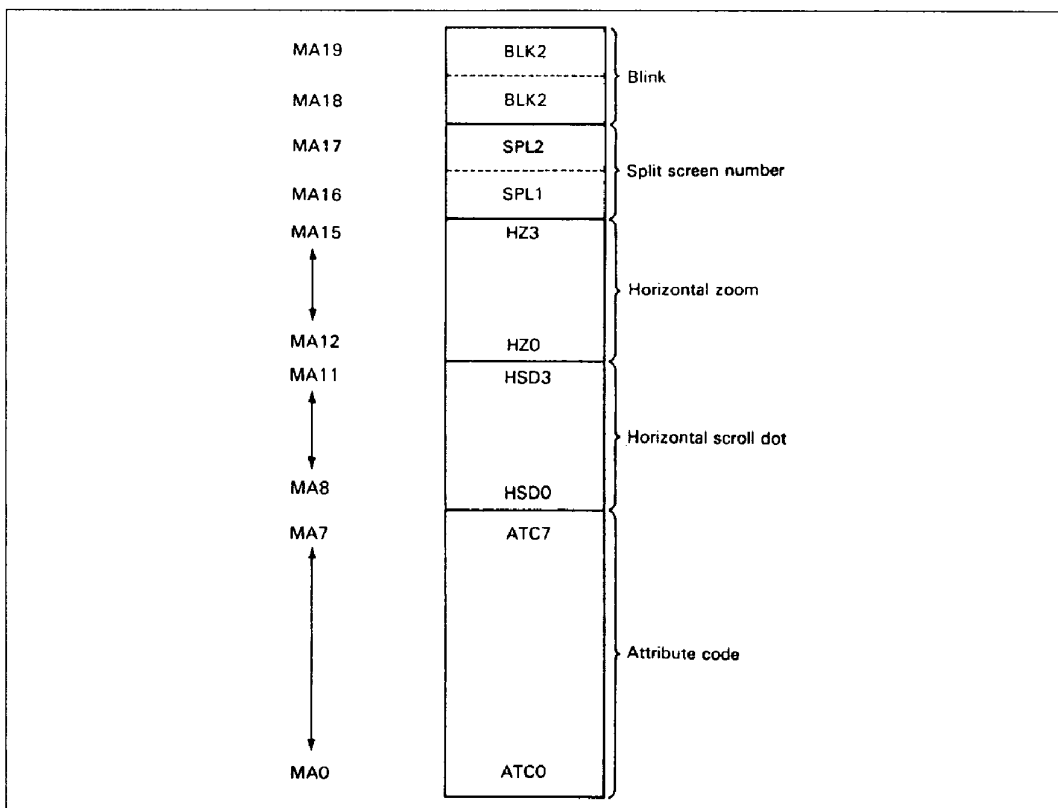 MA19 BLK2
Blink
MA18 BLK2
MA17 SPL2
Split screen number
MA16 SPL1
MA15 HZ3
Horizontal zoom
MA12 HZ0
MA11 HSD3
Horizontal scroll dot
MA8 HSD0
MA7 ATC7
Attribute code
MA0 ATC0